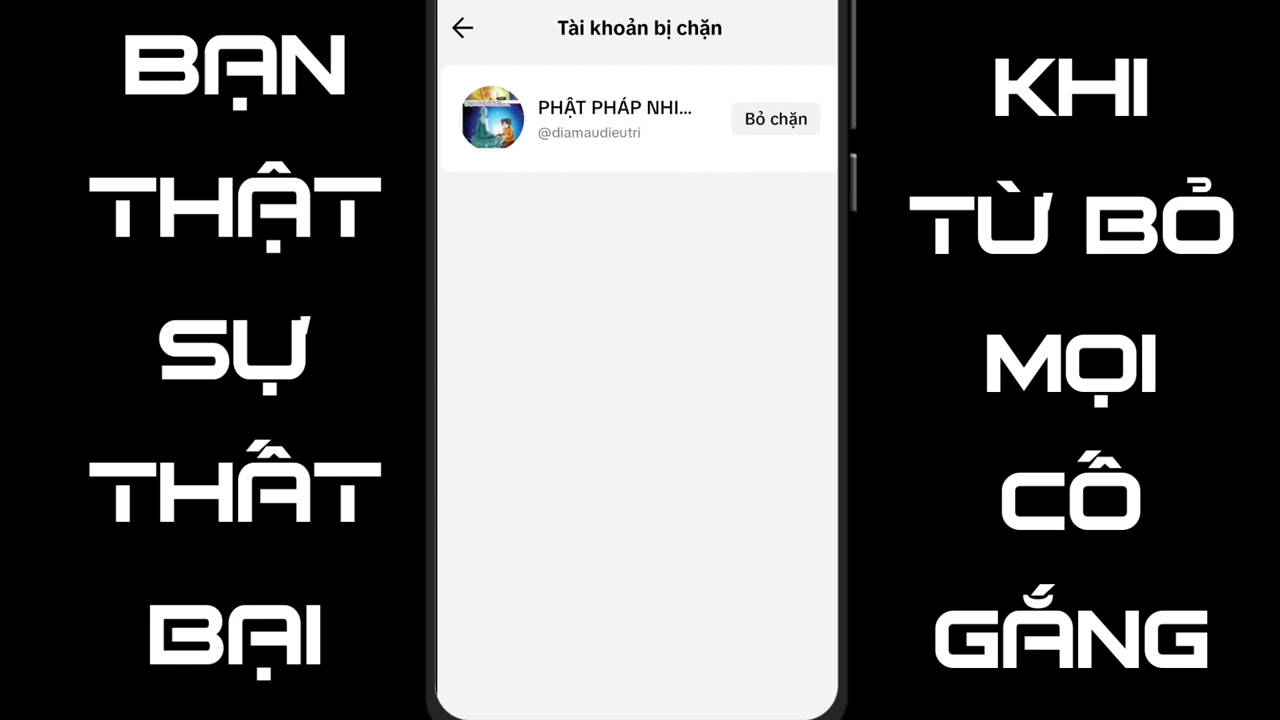 BẠN
THẬT
SỰ
THẤT
BẠI
Tài khoản bị chặn
PHẬT PHÁP NHI...
@diamaudieutri
Bỏ chặn
KHI
TỪ BỎ
MỌI
CỐ
GẮNG